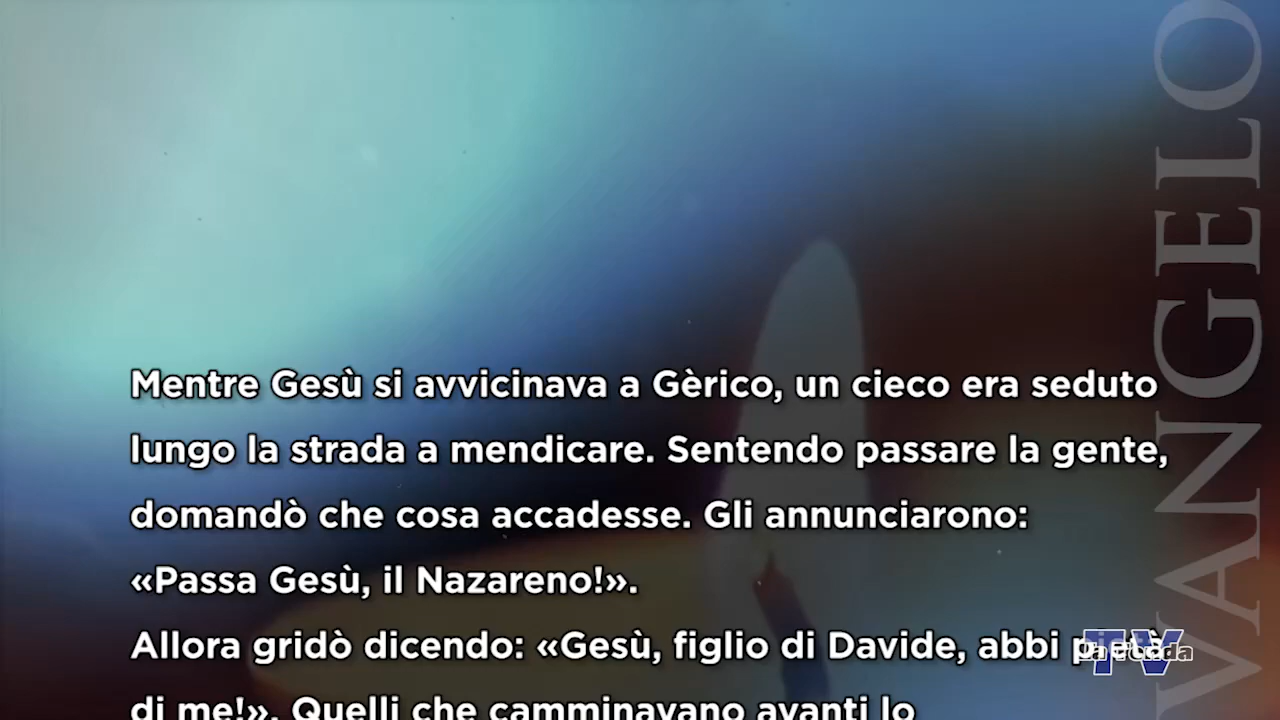 Mentre Gesù si avvicinava a Gèrico, un cieco era seduto
lungo la strada a mendicare. Sentendo passare la gente,
domandò che cosa accadesse. Gli annunciarono:
«Passa Gesù, il Nazareno!».
Allora gridò dicendo: «Gesù, figlio di Davide, abbi pietà
di me!». Quelli che camminavano avanti lo
VANGELO
TV